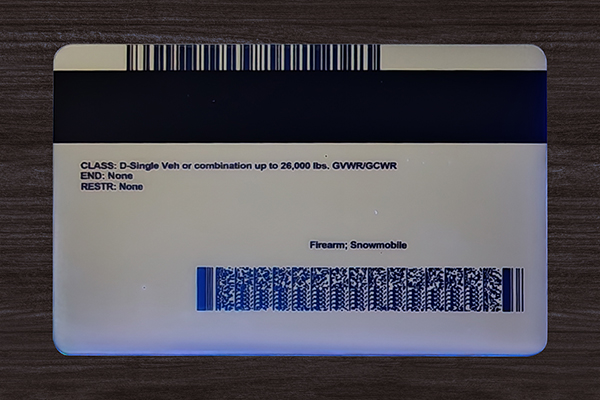 CLASS: D-Single Veh or combination up to 26,000 lbs. GVWR/GCWR
END: None
RESTR: None
Firearm; Snowmobile